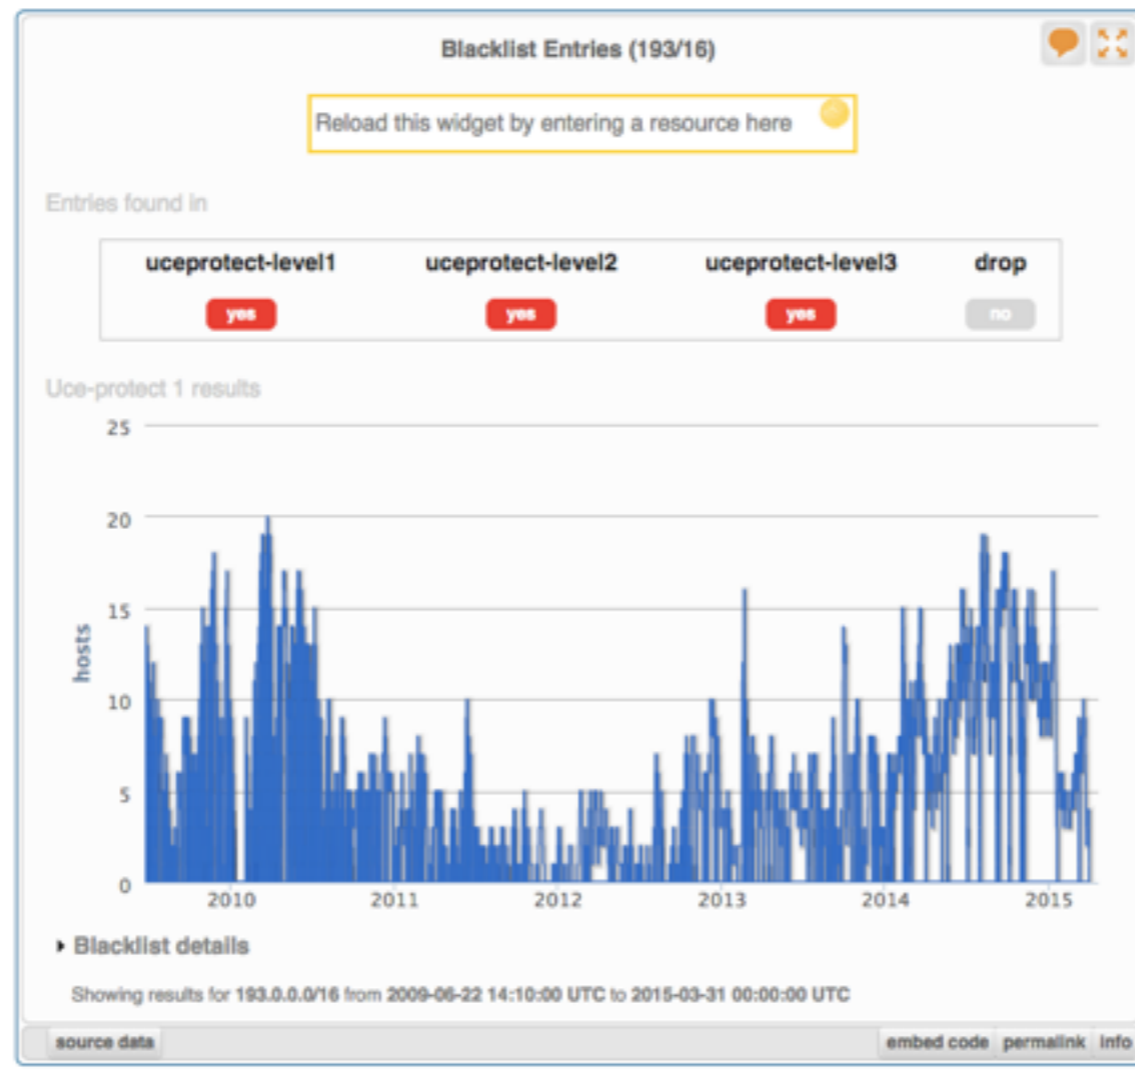 Blacklist Entries (193/16)
Reload this widget by entering a resource here
Entries found in
uceprotect-level1 uceprotect-level2 uceprotect-level3 drop
yes yes yes no
Uce-protect 1 results
25
20
15
10
5
0
hosts
2010 2011 2012 2013 2014 2015
Blacklist details
Showing results for 193.0.0.0/16 from 2009-06-22 14:10:00 UTC to 2015-03-31 00:00:00 UTC
source data embed code permalink info